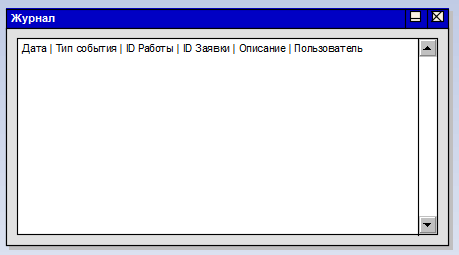 Журнал
Дата | Тип события | ID Работы | ID Заявки | Описание | Пользователь